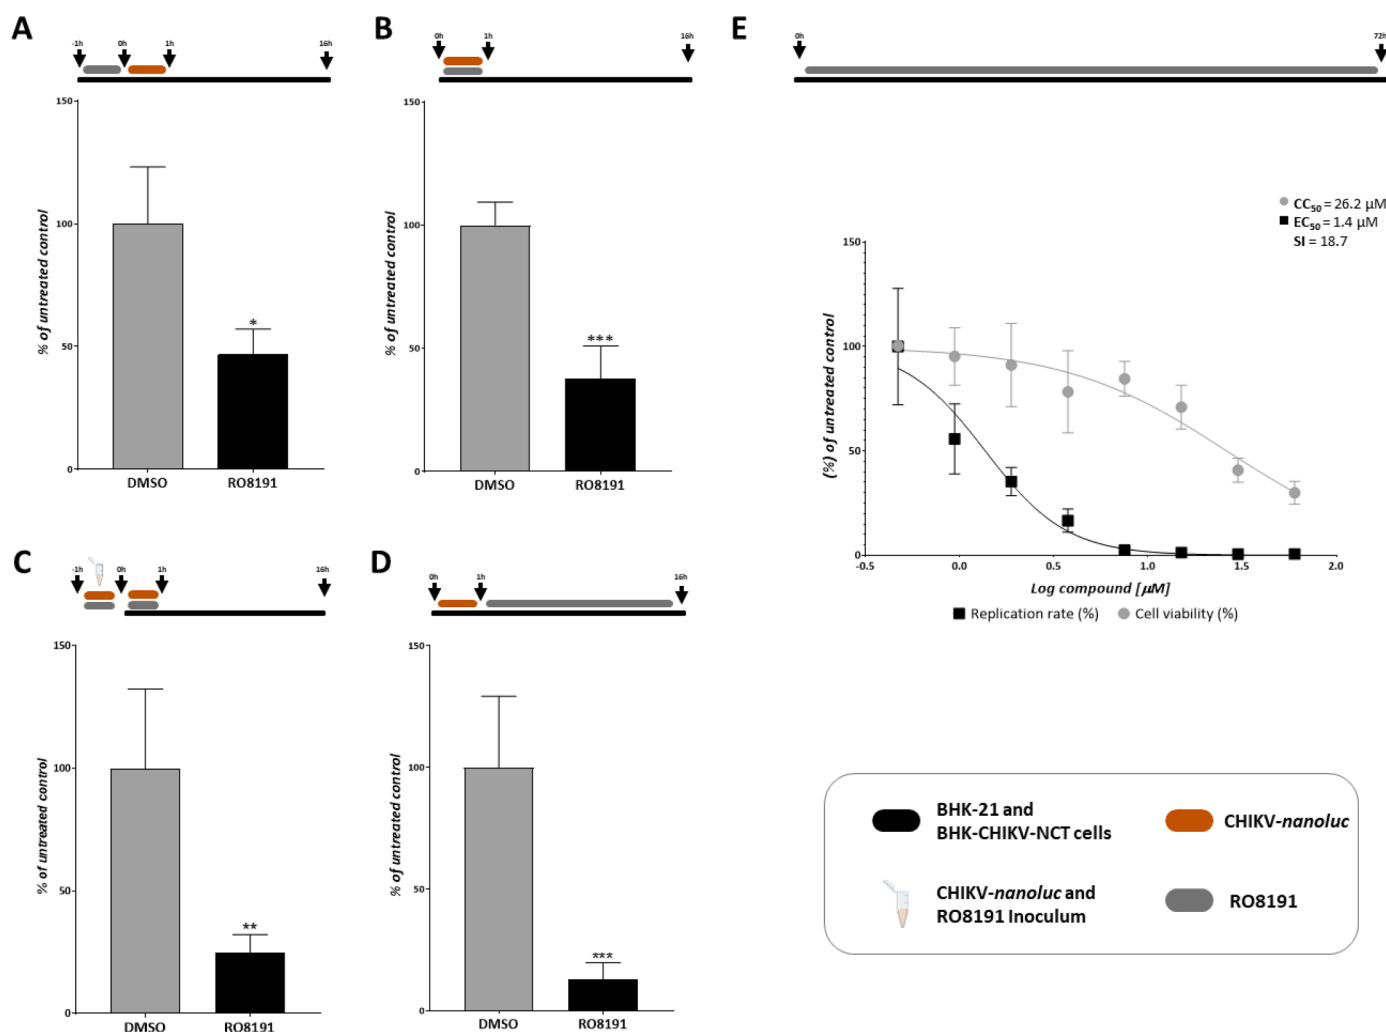 A
-1h 0h 1h 16h
150
100
50
0
% of untreated control
*
DMSO RO8191
B
0h 1h 16h
150
100
50
0
% of untreated control
***
DMSO RO8191
C
-1h 0h 1h 16h
150
100
50
0
% of untreated control
**
DMSO RO8191
D
0h 1h 16h
150
100
50
0
% of untreated control
***
DMSO RO8191
E
0h 72h
CC50 = 26.2 µM
EC50 = 1.4 µM
SI = 18.7
150
100
50
0
(%) of untreated control
-0.5 0.0 0.5 1.0 1.5 2.0
Log compound [µM]
Replication rate (%) Cell viability (%)
BHK-21 and
BHK-CHIKV-NCT cells
CHIKV-nanoluc
CHIKV-nanoluc and
RO8191 Inoculum
RO8191